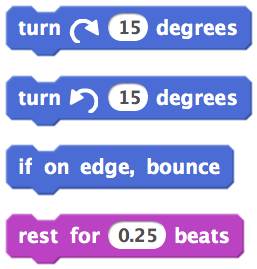 turn 15 degrees
turn 15 degrees
if on edge, bounce
rest for 0.25 beats